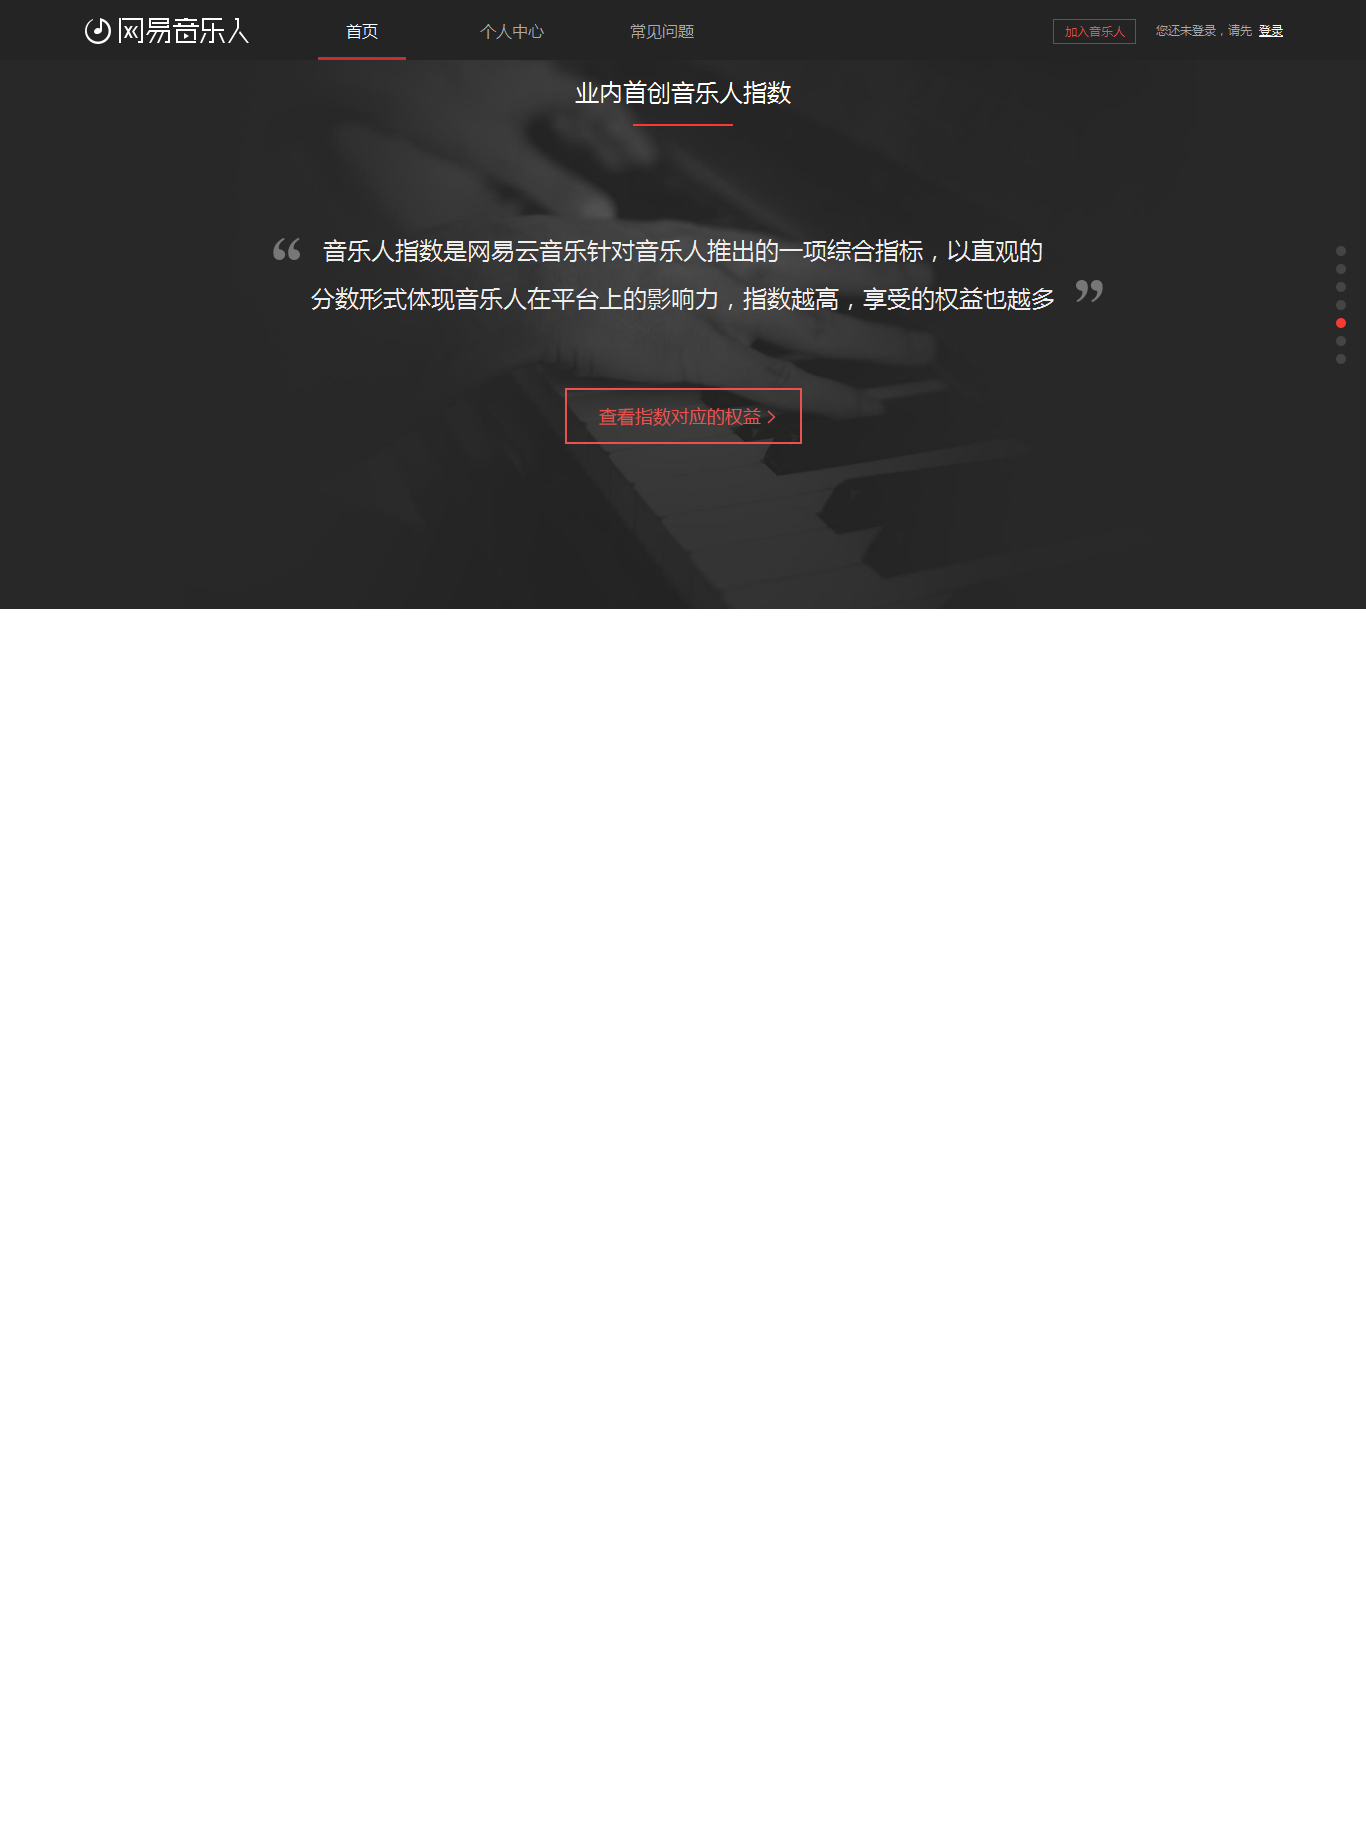 网易音乐人
首页
个人中心
常见问题
加入音乐人
您还未登录，请先 登录
业内首创音乐人指数
“ 音乐人指数是网易云音乐针对音乐人推出的一项综合指标，以直观的
分数形式体现音乐人在平台上的影响力，指数越高，享受的权益也越多 ”
查看指数对应的权益 >